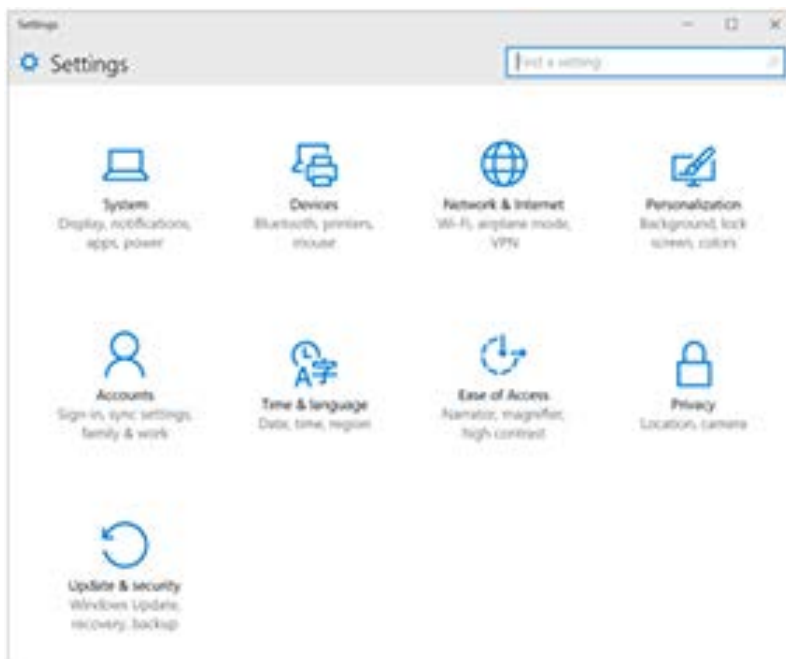 Settings
Settings
Find a setting
System
Display, notifications,
apps, power
Devices
Bluetooth, printers,
mouse
Network & Internet
Wi-Fi, airplane mode,
VPN
Personalization
Background, lock
screen, colors
Accounts
Sign-in, sync settings,
family & work
Time & language
Date, time, region
Ease of Access
Narrator, magnifier,
high contrast
Privacy
Location, camera
Update & security
Windows Update,
recovery, backup